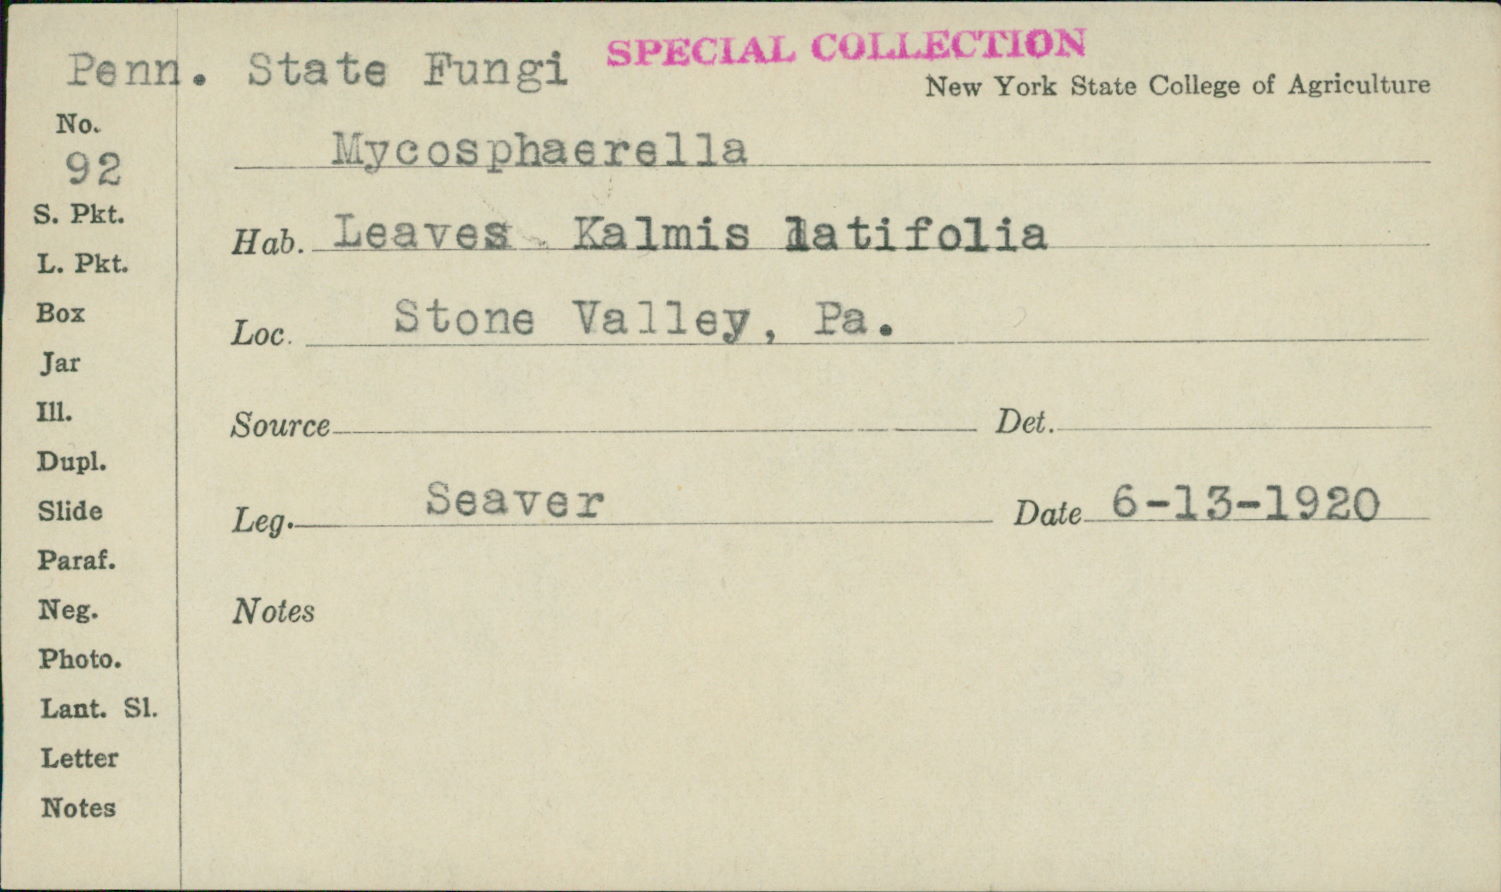 Penn. State Fungi SPECIAL COLLECTION
New York State College of Agriculture
No.
92
Mycosphaerella
S. Pkt.
Hab. Leaves Kalmis latifolia
L. Pkt.
Box
Loc. Stone Valley, Pa.
Jar
Ill.
Source Det.
Dupl.
Slide
Leg. Seaver Date 6-13-1920
Paraf.
Neg.
Notes
Photo.
Lant. Sl.
Letter
Notes